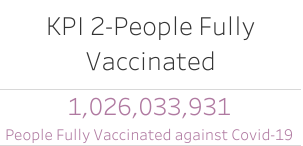 KPI 2-People Fully
Vaccinated
1,026,033,931
People Fully Vaccinated against Covid-19